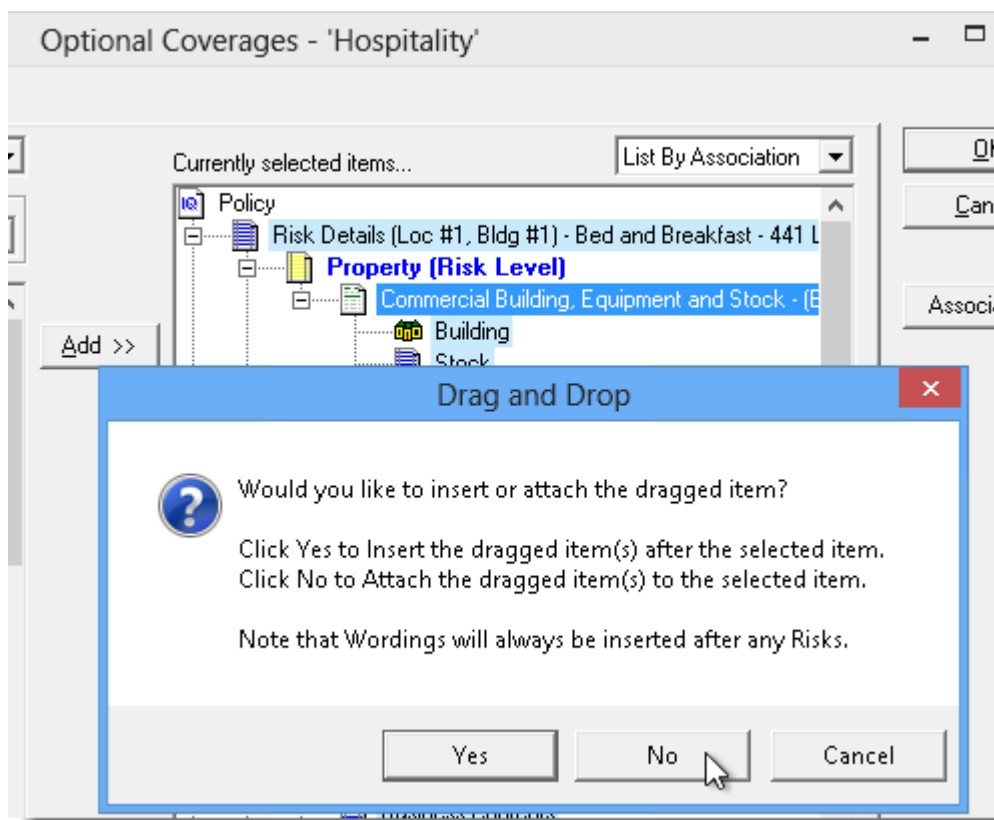 Optional Coverages - 'Hospitality'
Currently selected items...
List By Association
Policy
Risk Details (Loc #1, Bldg #1) - Bed and Breakfast - 441 L
Property (Risk Level)
Commercial Building, Equipment and Stock - (E
Building
Stock
Add >>
Can
Associa
Drag and Drop
Would you like to insert or attach the dragged item?
Click Yes to Insert the dragged item(s) after the selected item.
Click No to Attach the dragged item(s) to the selected item.
Note that Wordings will always be inserted after any Risks.
Yes
No
Cancel